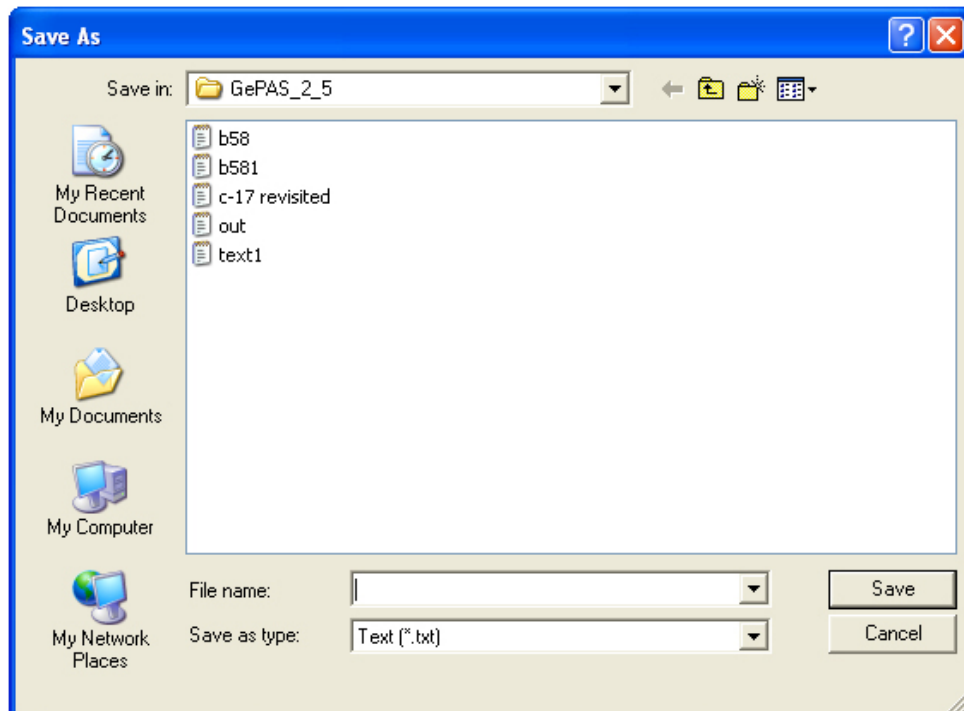 Save As
Save in:
GePAS_2_5
My Recent
Documents
Desktop
My Documents
My Computer
My Network
Places
b58
b581
c-17 revisited
out
text1
File name:
Save
Save as type:
Text (*.txt)
Cancel